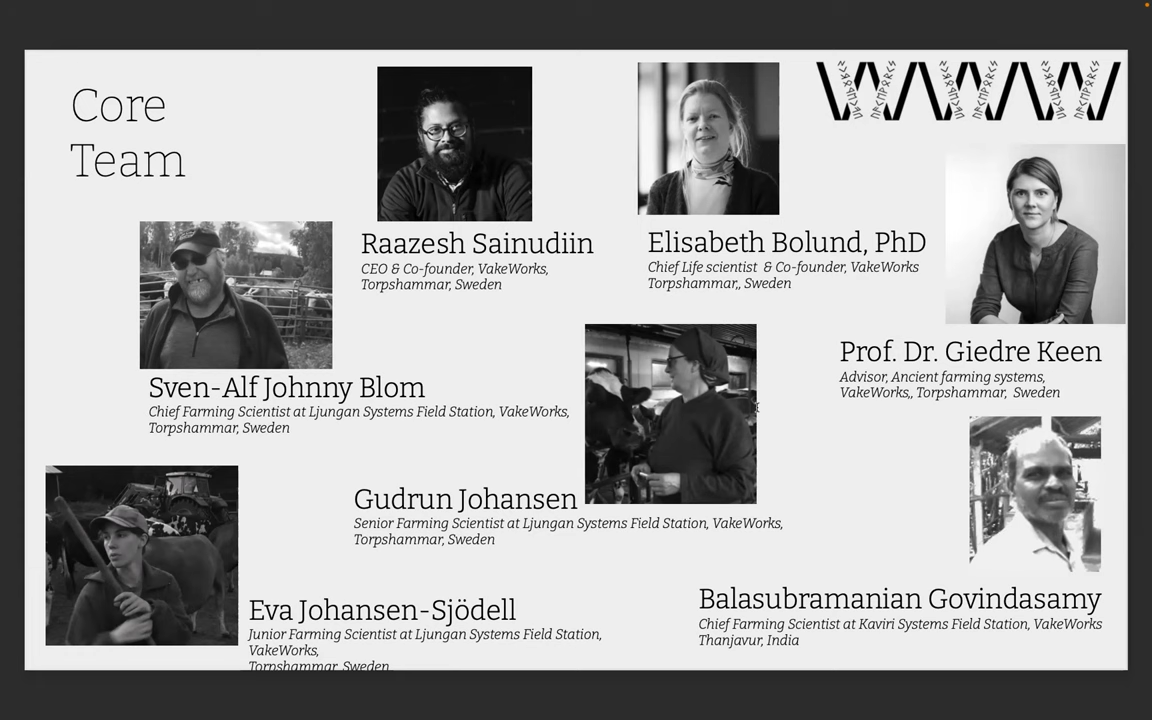 Core
Team
Raazesh Sainudiin
CEO & Co-founder, VakeWorks,
Torpshammar, Sweden
Elisabeth Bolund, PhD
Chief Life scientist & Co-founder, VakeWorks
Torpshammar,, Sweden
Prof. Dr. Giedre Keen
Advisor, Ancient farming systems,
VakeWorks,, Torpshammar, Sweden
Sven-Alf Johnny Blom
Chief Farming Scientist at Ljungan Systems Field Station, VakeWorks,
Torpshammar, Sweden
Gudrun Johansen
Senior Farming Scientist at Ljungan Systems Field Station, VakeWorks,
Torpshammar, Sweden
Balasubramanian Govindasamy
Chief Farming Scientist at Kaviri Systems Field Station, VakeWorks
Thanjavur, India
Eva Johansen-Sjödell
Junior Farming Scientist at Ljungan Systems Field Station,
VakeWorks,
Torpshammar, Sweden